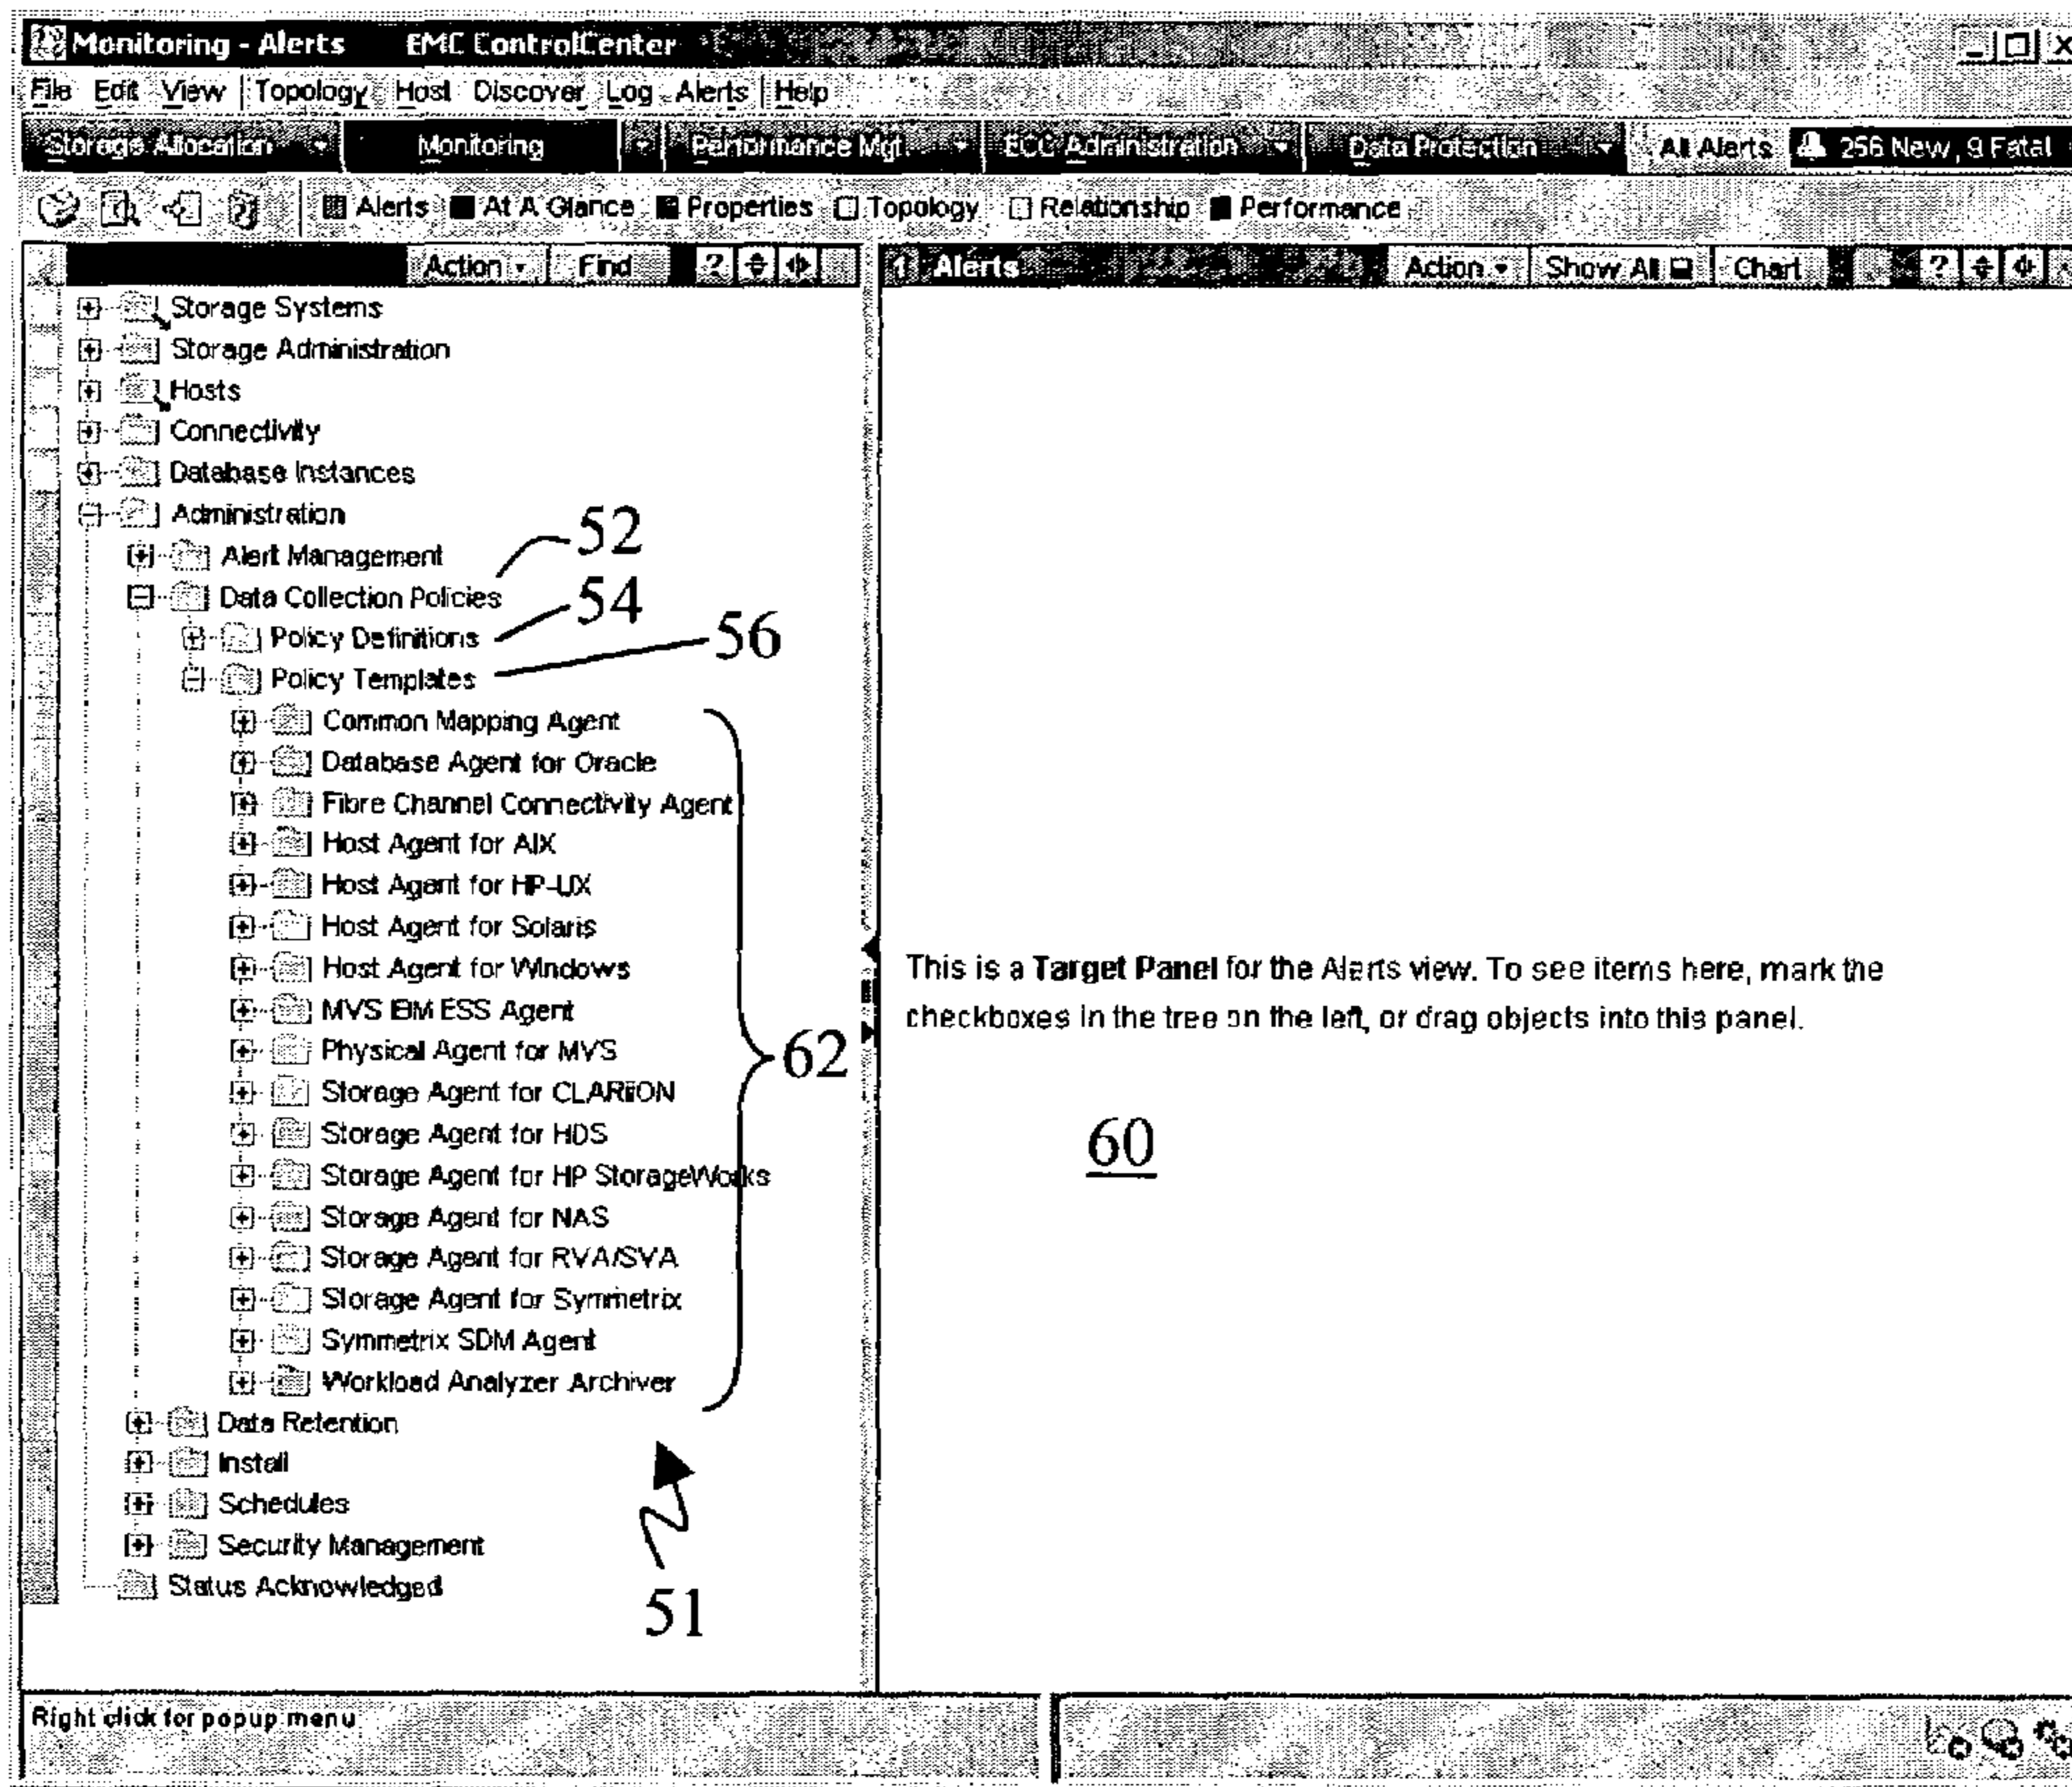 Monitoring - Alerts EMC ControlCenter
File Edit View Topology Host Discover Log Alerts Help
Storage Allocation Monitoring Performance Mgt. ECC Administration Data Protection All Alerts 256 New, 9 Fatal
Alerts At A Glance Properties Topology Relationship Performance
Action Find ? 1 Alerts Action Show All Chart ?
Storage Systems
Storage Administration
Hosts
Connectivity
Database Instances
Administration
Alert Management 52
Data Collection Policies 54
Policy Definitions 56
Policy Templates
Common Mapping Agent
Database Agent for Oracle
Fibre Channel Connectivity Agent
Host Agent for AIX
Host Agent for HP-UX
Host Agent for Solaris
Host Agent for Windows
MVS IBM ESS Agent
Physical Agent for MVS
62
Storage Agent for CLARiiON
Storage Agent for HDS
Storage Agent for HP StorageWorks
Storage Agent for NAS
Storage Agent for RVA/SVA
Storage Agent for Symmetrix
Symmetrix SDM Agent
Workload Analyzer Archiver
Data Retention
Install
Schedules
Security Management
Status Acknowledged
51
This is a Target Panel for the Alerts view. To see items here, mark the
checkboxes in the tree on the left, or drag objects into this panel.
60
Right click for popup menu